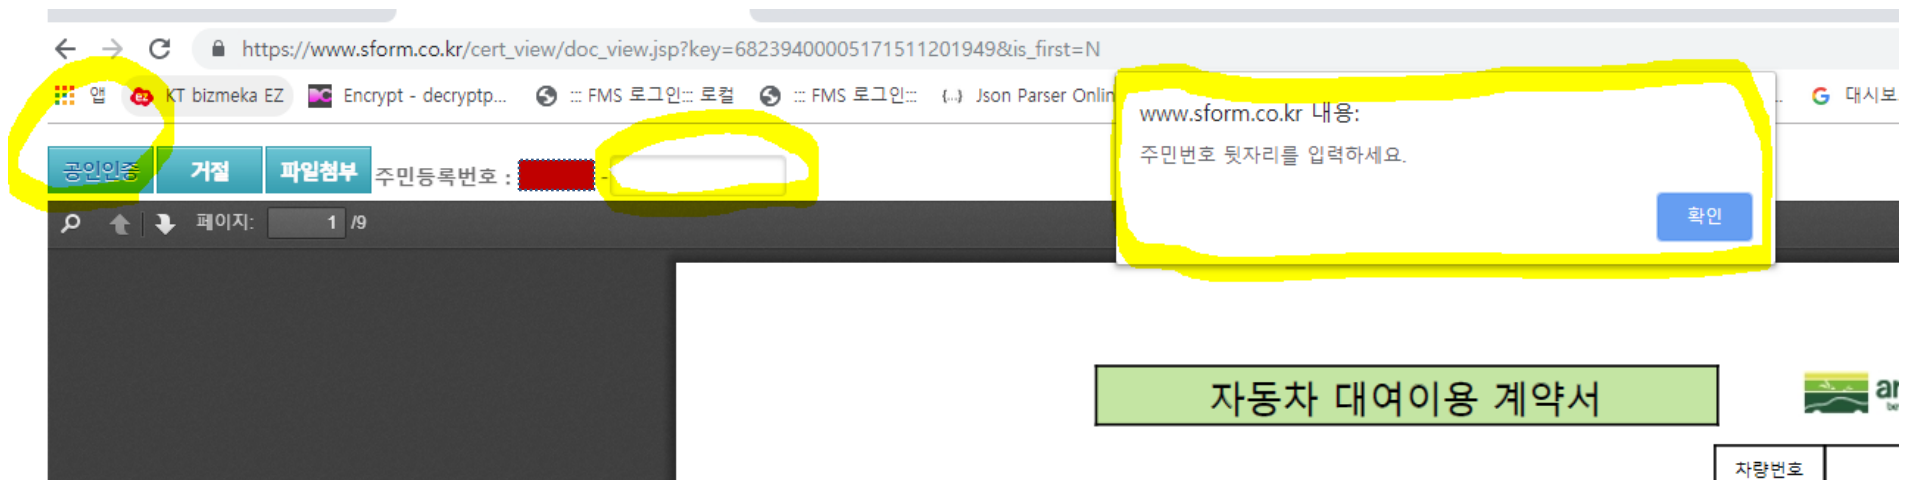 https://www.sform.co.kr/cert_view/doc_view.jsp?key=68239400005171511201949&is_first=N
앱 KT bizmeka EZ Encrypt - decryptp... ::: FMS 로그인::: 로컬 ::: FMS 로그인::: {...} Json Parser Onlin G 대시보
www.sform.co.kr 내용:
주민번호 뒷자리를 입력하세요.
확인
공인인증 거절 파일첨부 주민등록번호 : -
페이지: 1 /9
자동차 대여이용 계약서
차량번호